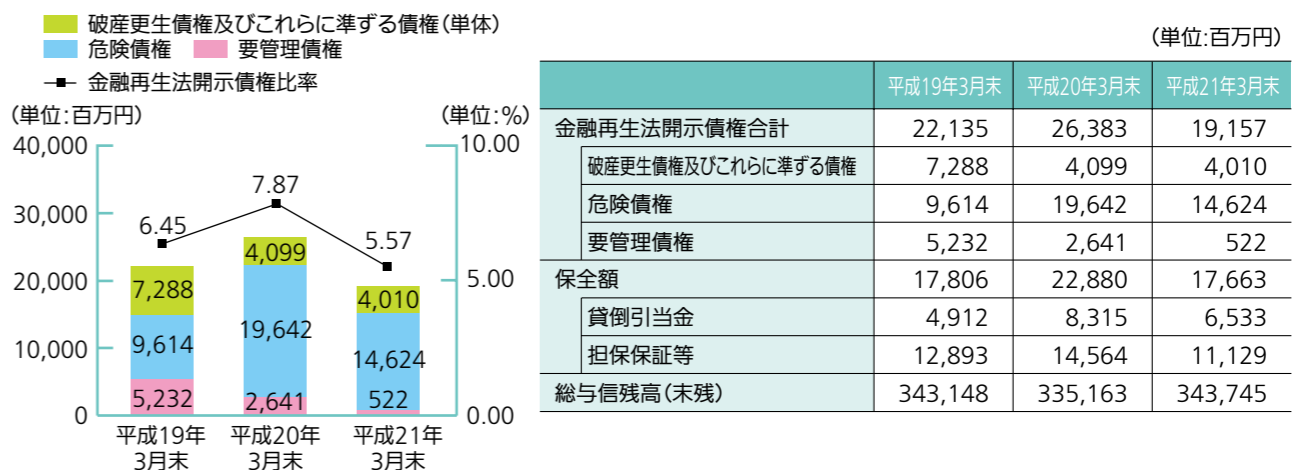 破産更生債権及びこれらに準ずる債権(単体)
危険債権 要管理債権
金融再生法開示債権比率
(単位:百万円) (単位:%)
40,000
30,000
20,000
10,000
0
10.00
5.00
0.00
6.45
7.87
5.57
7,288
9,614
5,232
4,099
19,642
2,641
4,010
14,624
522
平成19年
3月末
平成20年
3月末
平成21年
3月末
(単位:百万円)
平成19年3月末 平成20年3月末 平成21年3月末
金融再生法開示債権合計 22,135 26,383 19,157
破産更生債権及びこれらに準ずる債権 7,288 4,099 4,010
危険債権 9,614 19,642 14,624
要管理債権 5,232 2,641 522
保全額 17,806 22,880 17,663
貸倒引当金 4,912 8,315 6,533
担保保証等 12,893 14,564 11,129
総与信残高(末残) 343,148 335,163 343,745